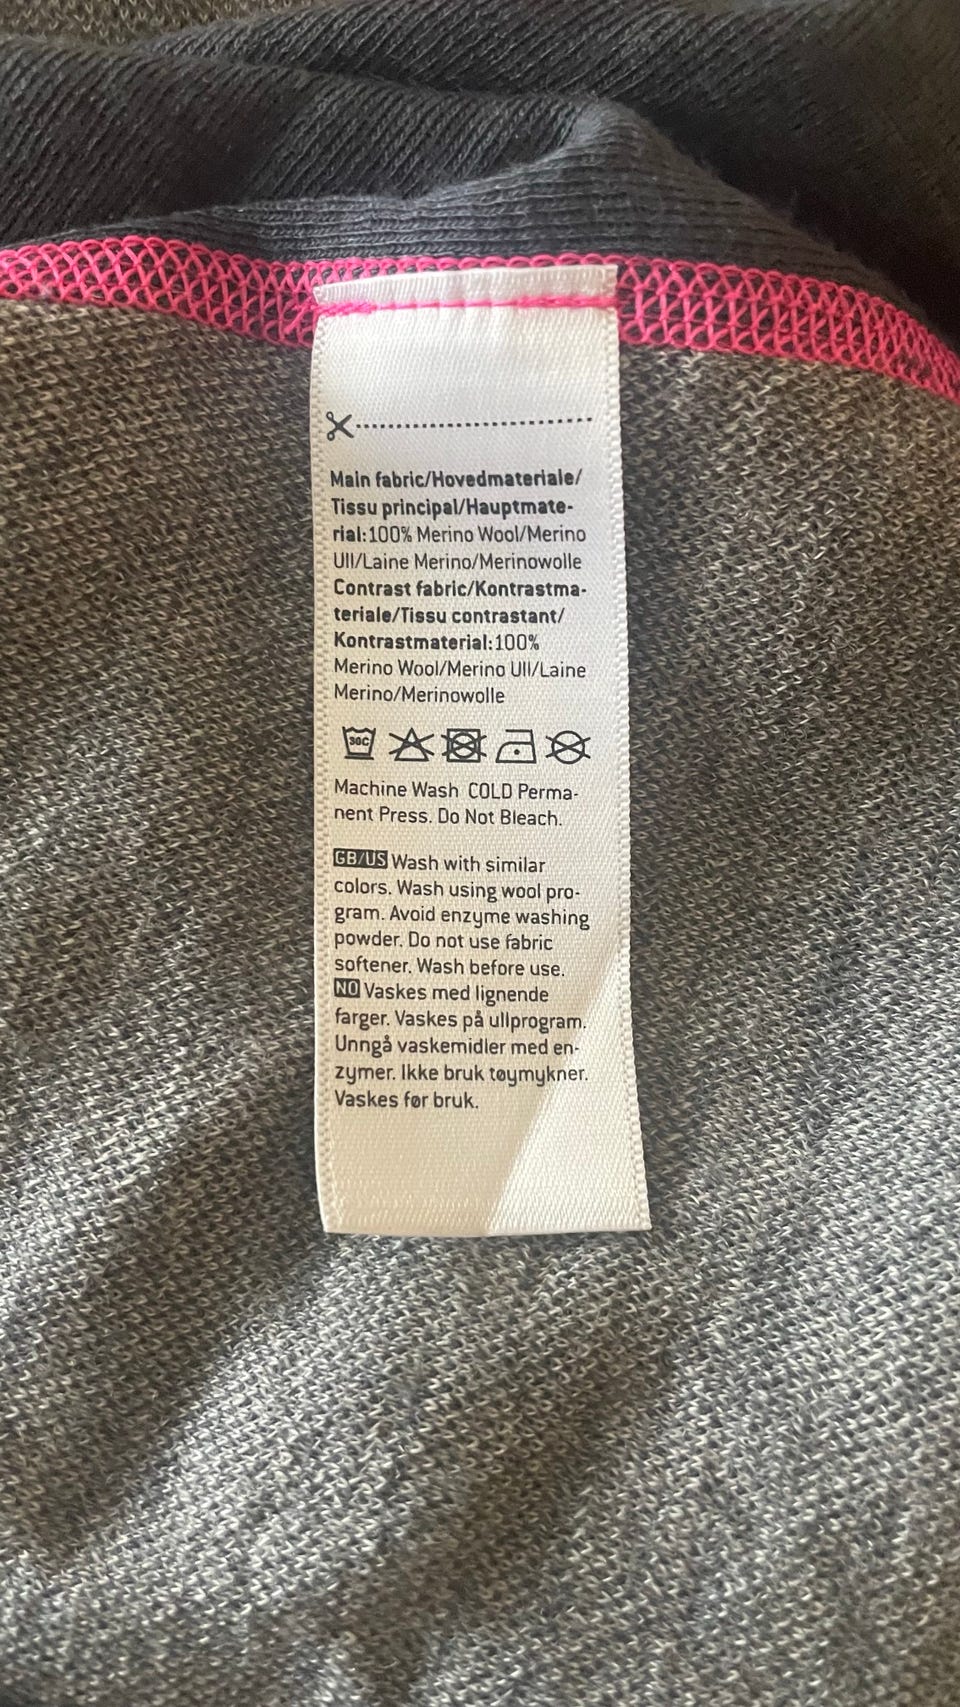 Main fabric/Hovedmateriale/
Tissu principal/Hauptmate-
rial:100% Merino Wool/Merino
Ull/Laine Merino/Merinowolle
Contrast fabric/Kontrastma-
teriale/Tissu contrastant/
Kontrastmaterial:100%
Merino Wool/Merino Ull/Laine
Merino/Merinowolle
30C
Machine Wash COLD Perma-
nent Press. Do Not Bleach.
GB/US Wash with similar
colors. Wash using wool pro-
gram. Avoid enzyme washing
powder. Do not use fabric
softener. Wash before use.
NO Vaskes med lignende
farger. Vaskes på ullprogram.
Unngå vaskemidler med en-
zymer. Ikke bruk tøymykner.
Vaskes før bruk.